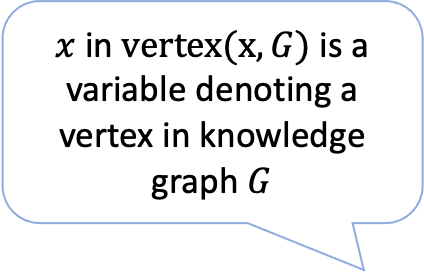 x in vertex(x, G) is a
variable denoting a
vertex in knowledge
graph G